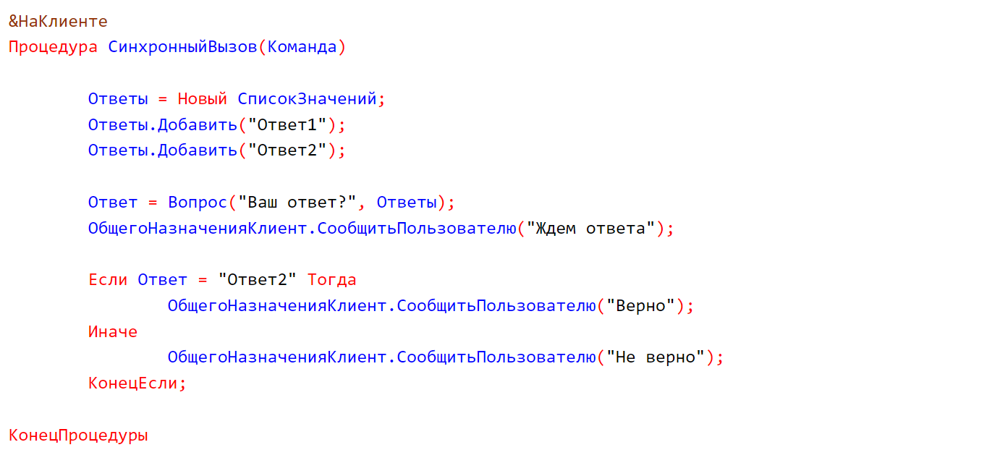 &НаКлиенте
Процедура СинхронныйВызов(Команда)
Ответы = Новый СписокЗначений;
Ответы.Добавить("Ответ1");
Ответы.Добавить("Ответ2");
Ответ = Вопрос("Ваш ответ?", Ответы);
ОбщегоНазначенияКлиент.СообщитьПользователю("Ждем ответа");
Если Ответ = "Ответ2" Тогда
ОбщегоНазначенияКлиент.СообщитьПользователю("Верно");
Иначе
ОбщегоНазначенияКлиент.СообщитьПользователю("Не верно");
КонецЕсли;
КонецПроцедуры